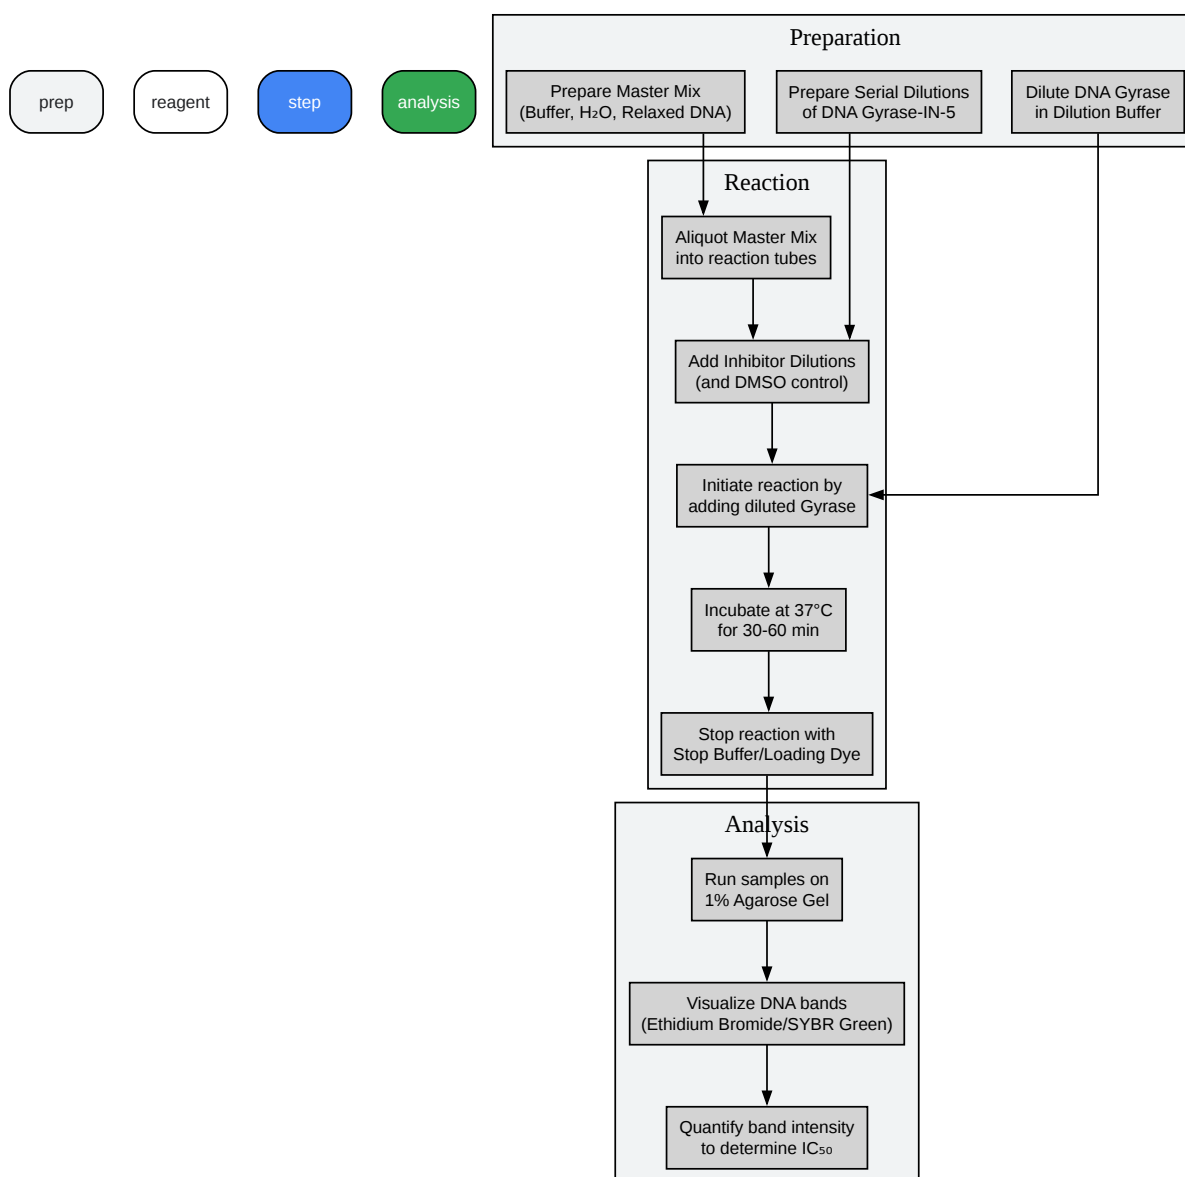 Preparation
prep
reagent
step
analysis
Prepare Master Mix
(Buffer, H₂O, Relaxed DNA)
Prepare Serial Dilutions
of DNA Gyrase-IN-5
Dilute DNA Gyrase
in Dilution Buffer
Reaction
Aliquot Master Mix
into reaction tubes
Add Inhibitor Dilutions
(and DMSO control)
Initiate reaction by
adding diluted Gyrase
Incubate at 37°C
for 30-60 min
Stop reaction with
Stop Buffer/Loading Dye
Analysis
Run samples on
1% Agarose Gel
Visualize DNA bands
(Ethidium Bromide/SYBR Green)
Quantify band intensity
to determine IC₅₀